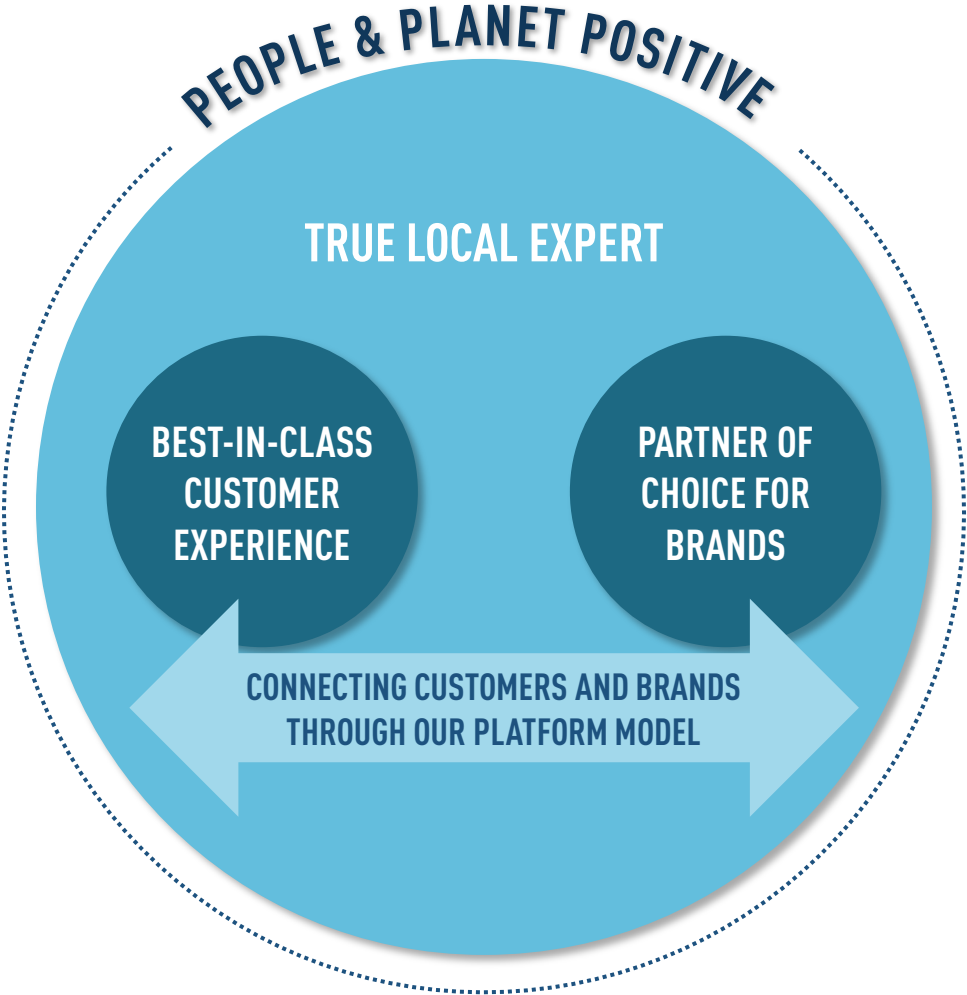 PEOPLE & PLANET POSITIVE
TRUE LOCAL EXPERT
BEST-IN-CLASS
CUSTOMER
EXPERIENCE
PARTNER OF
CHOICE FOR
BRANDS
CONNECTING CUSTOMERS AND BRANDS
THROUGH OUR PLATFORM MODEL